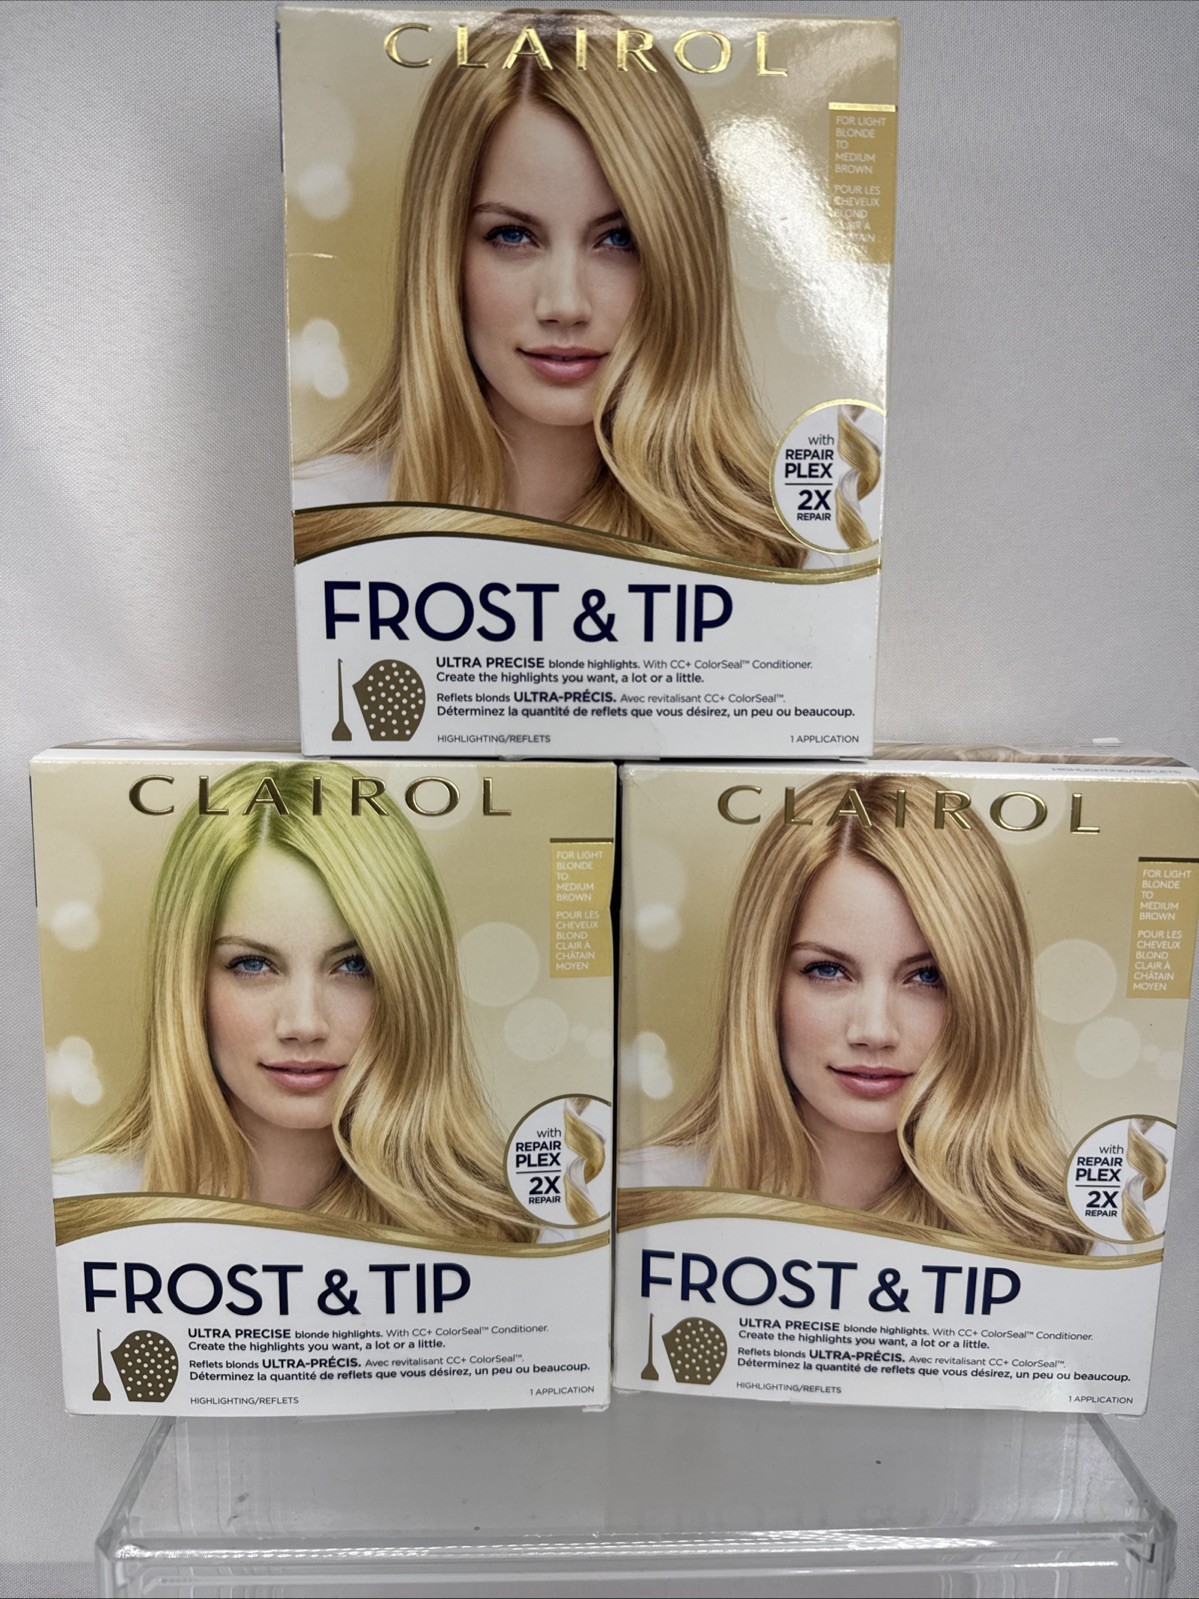 CLAIROL
FOR LIGHT
BLONDE
TO
MEDIUM
BROWN
POUR LES
CHEVEUX
BLOND
CLAIR À
with
REPAIR
PLEX
2X
REPAIR
FROST & TIP
ULTRA PRECISE blonde highlights. With CC+ ColorSeal™ Conditioner.
Create the highlights you want, a lot or a little.
Reflets blonds ULTRA-PRÉCIS. Avec revitalisant CC+ ColorSeal™.
Déterminez la quantité de reflets que vous désirez, un peu ou beaucoup.
HIGHLIGHTING/REFLETS
1 APPLICATION
CLAIROL
FOR LIGHT
BLONDE
TO
MEDIUM
BROWN
POUR LES
CHEVEUX
BLOND
CLAIR À
CHÂTAIN
MOYEN
with
REPAIR
PLEX
2X
REPAIR
FROST & TIP
ULTRA PRECISE blonde highlights. With CC+ ColorSeal™ Conditioner.
Create the highlights you want, a lot or a little.
Reflets blonds ULTRA-PRÉCIS. Avec revitalisant CC+ ColorSeal™.
Déterminez la quantité de reflets que vous désirez, un peu ou beaucoup.
HIGHLIGHTING/REFLETS
1 APPLICATION
HIGHLIGHTING/REFLETS
CLAIROL
FOR LIGHT
BLONDE
TO
MEDIUM
BROWN
POUR LES
CHEVEUX
BLOND
CLAIR À
CHÂTAIN
MOYEN
with
REPAIR
PLEX
2X
REPAIR
FROST & TIP
ULTRA PRECISE blonde highlights. With CC+ ColorSeal™ Conditioner.
Create the highlights you want, a lot or a little.
Reflets blonds ULTRA-PRÉCIS. Avec revitalisant CC+ ColorSeal™.
Déterminez la quantité de reflets que vous désirez, un peu ou beaucoup.
HIGHLIGHTING/REFLETS
1 APPLICATION